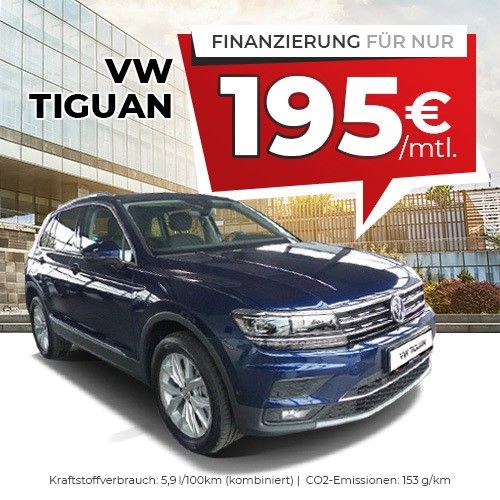 FINANZIERUNG FÜR NUR
VW
TIGUAN
195€
/mtl.
VW TIGUAN
Kraftstoffverbrauch: 5,9 l/100km (kombiniert) | CO2-Emissionen: 153 g/km